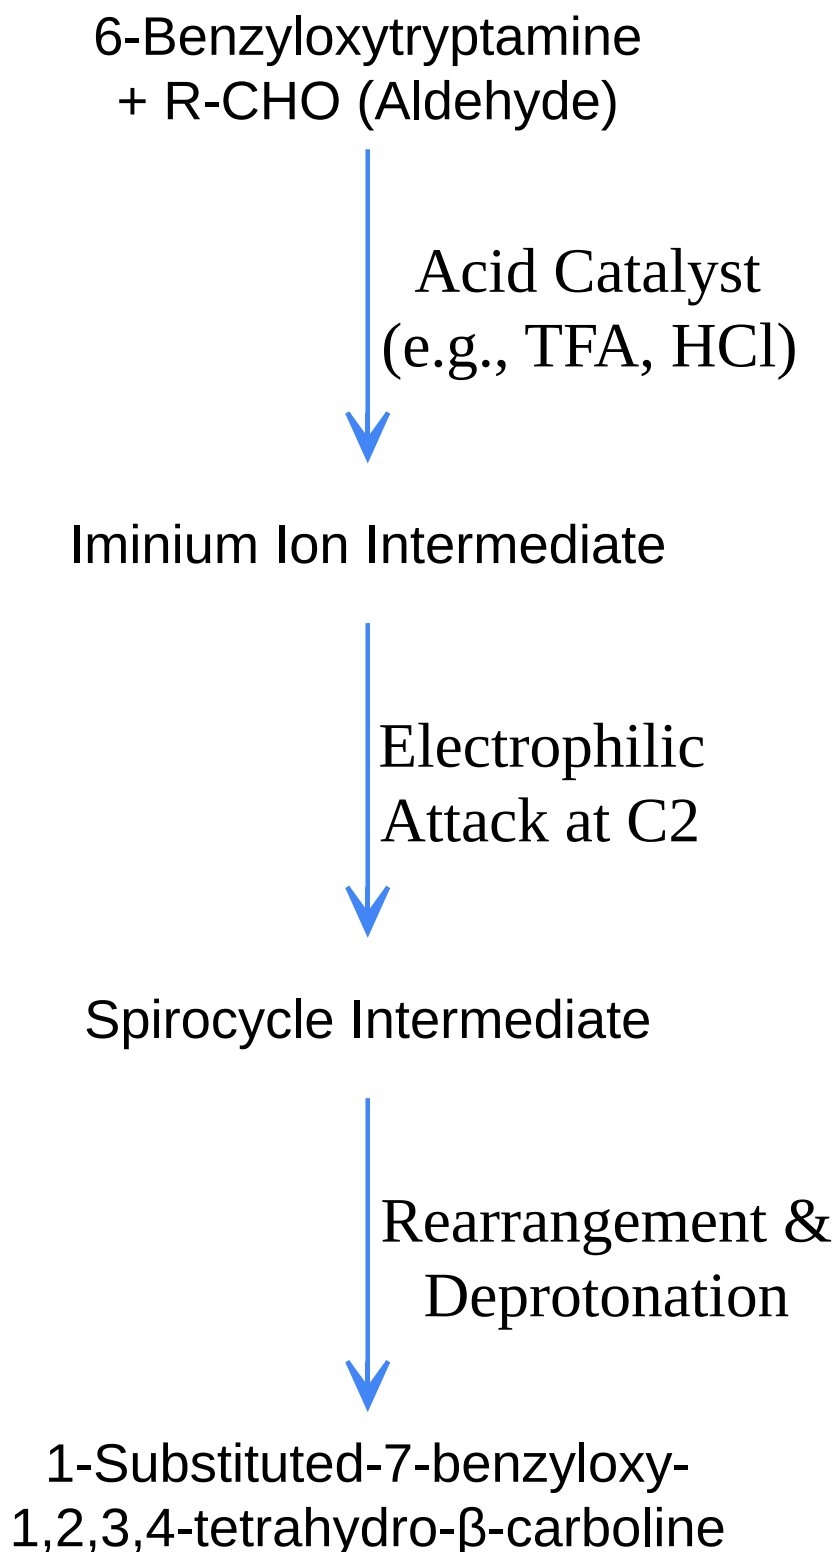 6-Benzyloxytryptamine
+ R-CHO (Aldehyde)
Acid Catalyst
(e.g., TFA, HCl)
Iminium Ion Intermediate
Electrophilic
Attack at C2
Spirocycle Intermediate
Rearrangement &
Deprotonation
1-Substituted-7-benzyloxy-
1,2,3,4-tetrahydro-β-carboline